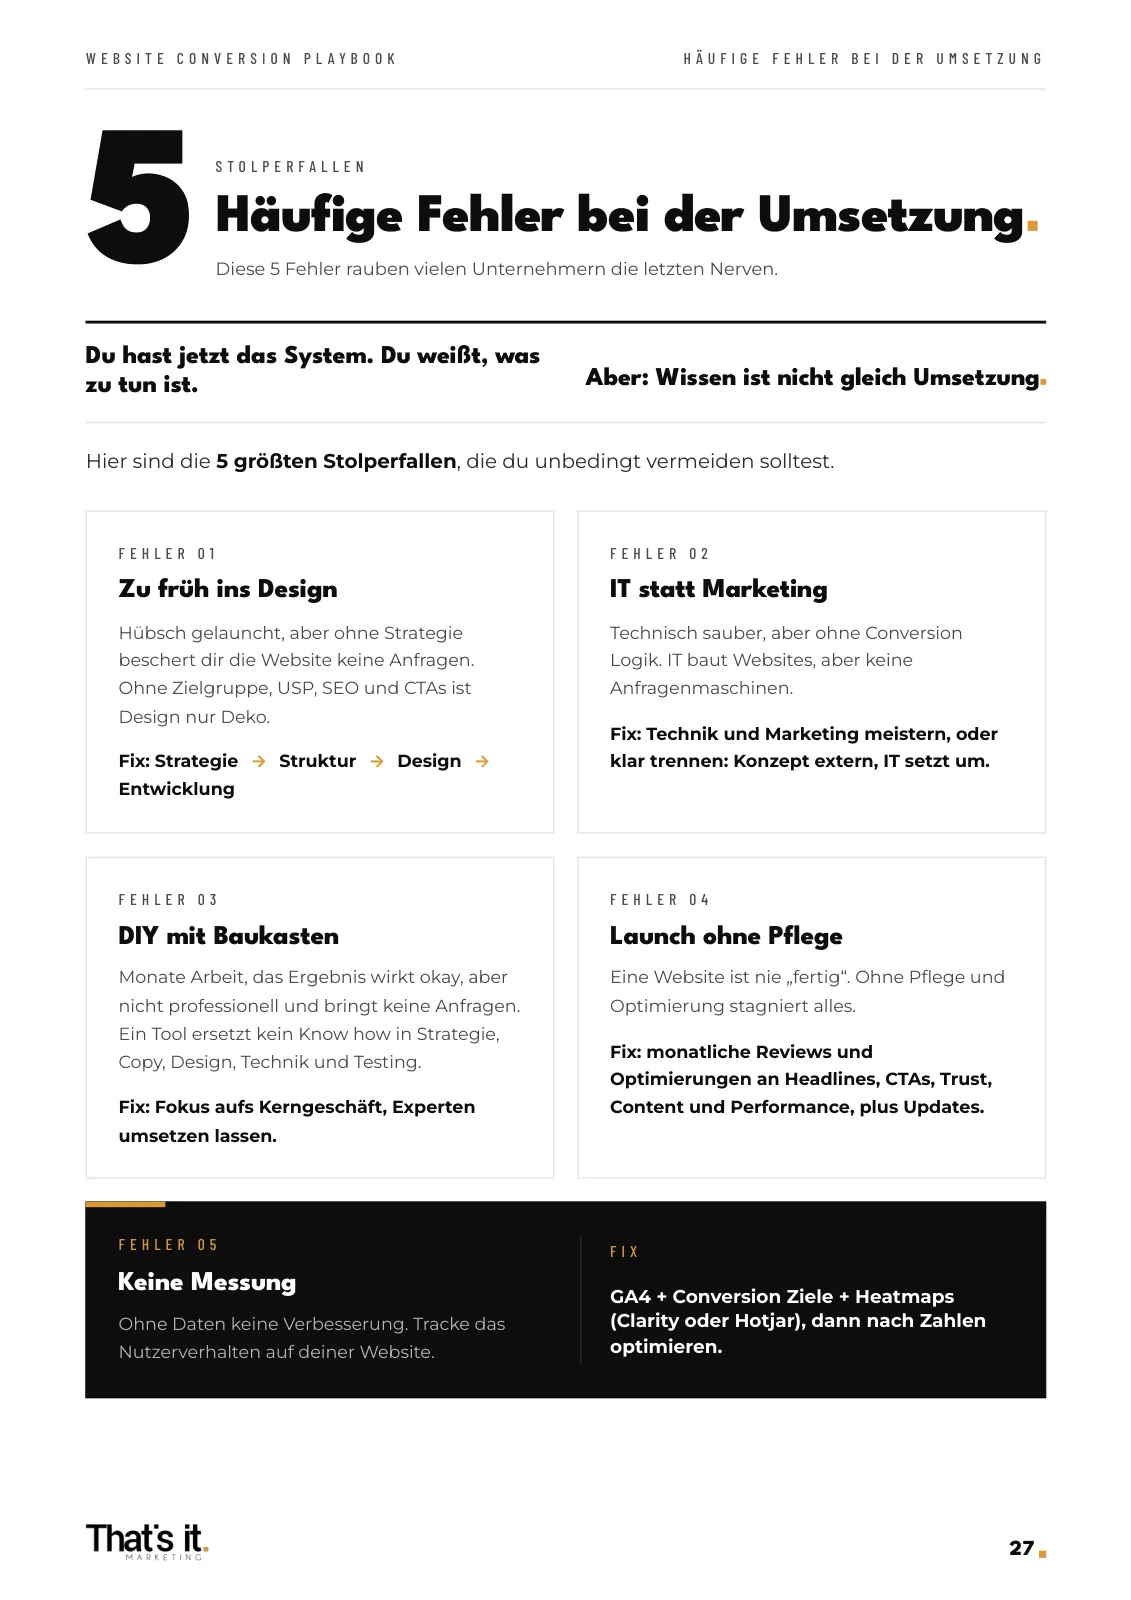 WEBSITE CONVERSION PLAYBOOK
HÄUFIGE FEHLER BEI DER UMSETZUNG
5
STOLPERFALLEN
Häufige Fehler bei der Umsetzung.
Diese 5 Fehler rauben vielen Unternehmern die letzten Nerven.
Du hast jetzt das System. Du weißt, was
zu tun ist.
Aber: Wissen ist nicht gleich Umsetzung.
Hier sind die 5 größten Stolperfallen, die du unbedingt vermeiden solltest.
FEHLER 01
Zu früh ins Design
Hübsch gelauncht, aber ohne Strategie
beschert dir die Website keine Anfragen.
Ohne Zielgruppe, USP, SEO und CTAs ist
Design nur Deko.
Fix: Strategie → Struktur → Design →
Entwicklung
FEHLER 02
IT statt Marketing
Technisch sauber, aber ohne Conversion
Logik. IT baut Websites, aber keine
Anfragenmaschinen.
Fix: Technik und Marketing meistern, oder
klar trennen: Konzept extern, IT setzt um.
FEHLER 03
DIY mit Baukasten
Monate Arbeit, das Ergebnis wirkt okay, aber
nicht professionell und bringt keine Anfragen.
Ein Tool ersetzt kein Know how in Strategie,
Copy, Design, Technik und Testing.
Fix: Fokus aufs Kerngeschäft, Experten
umsetzen lassen.
FEHLER 04
Launch ohne Pflege
Eine Website ist nie „fertig“. Ohne Pflege und
Optimierung stagniert alles.
Fix: monatliche Reviews und
Optimierungen an Headlines, CTAs, Trust,
Content und Performance, plus Updates.
FEHLER 05
Keine Messung
Ohne Daten keine Verbesserung. Tracke das
Nutzerverhalten auf deiner Website.
FIX
GA4 + Conversion Ziele + Heatmaps
(Clarity oder Hotjar), dann nach Zahlen
optimieren.
That's it.
MARKETING
27